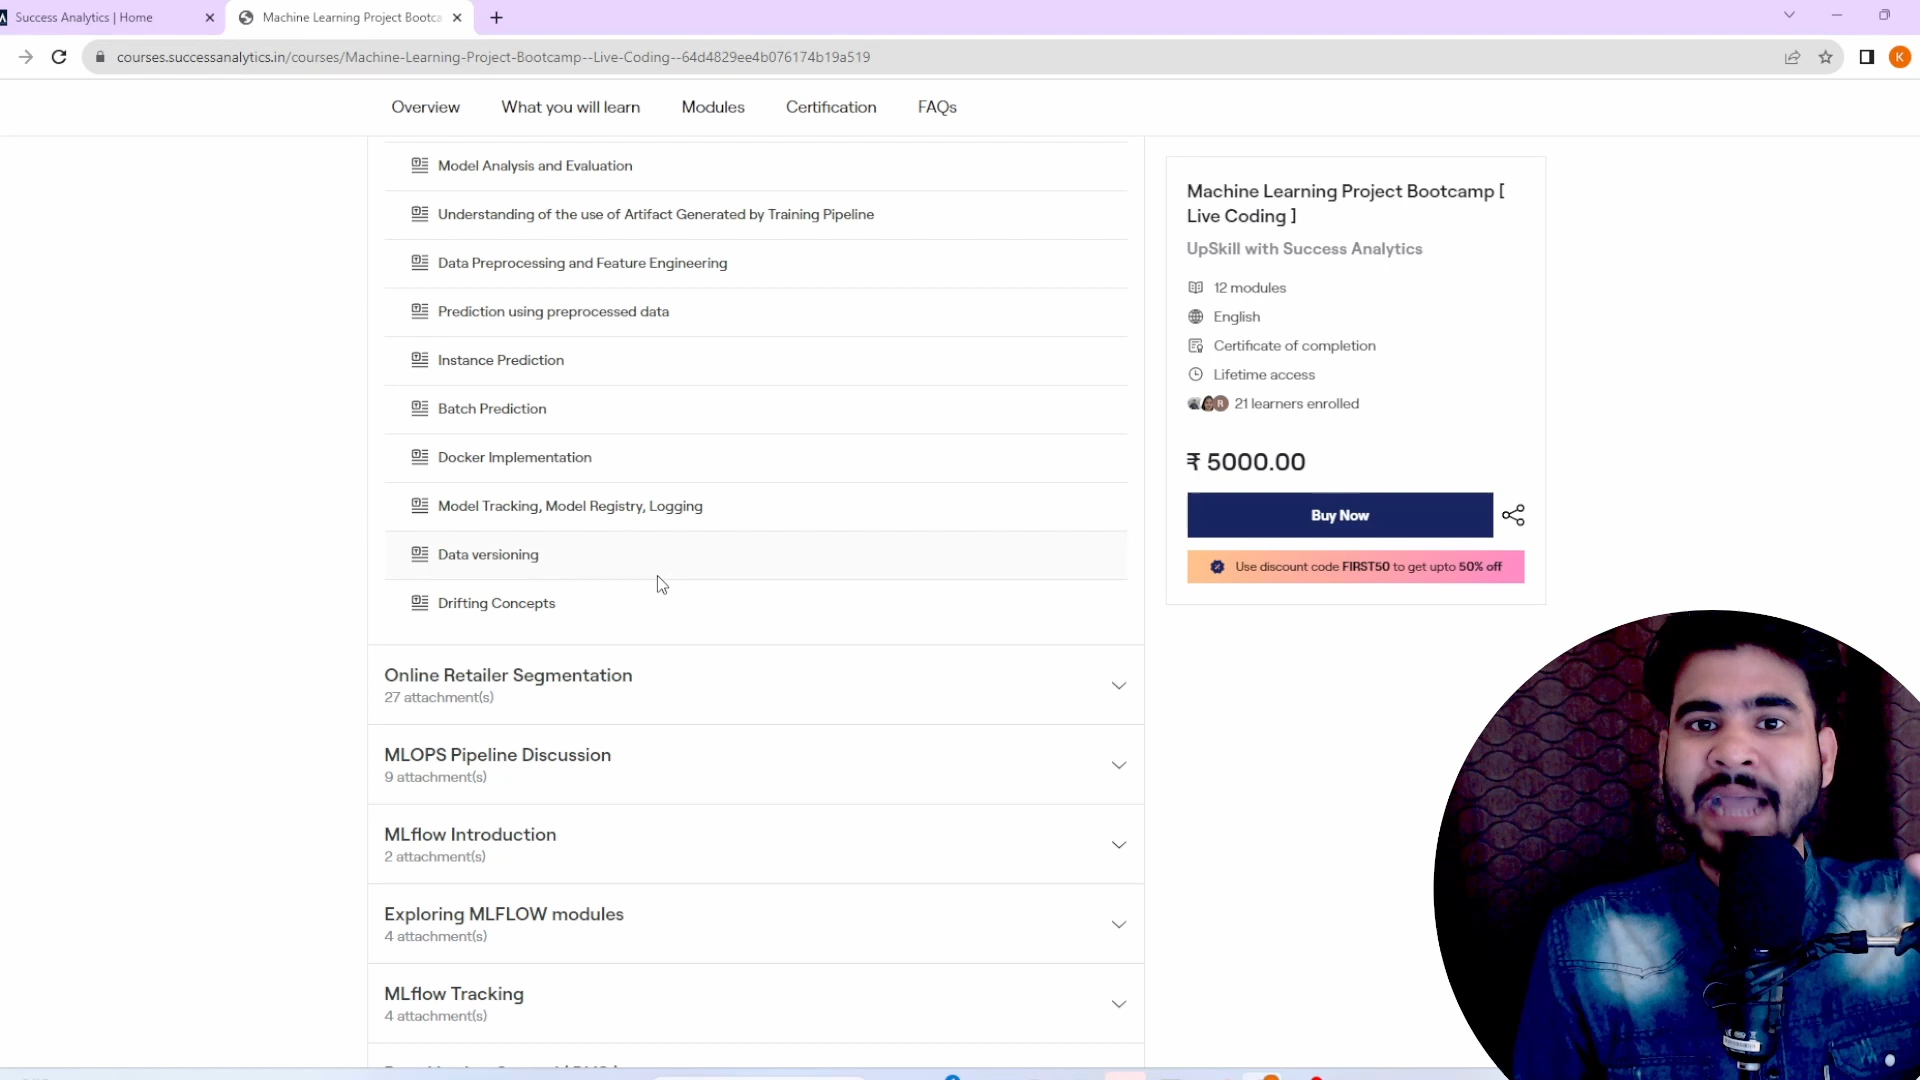 Success Analytics | Home
Machine Learning Project Bootca
courses.successanalytics.in/courses/Machine-Learning-Project-Bootcamp--Live-Coding--64d4829ee4b076174b19a519
K
Overview
What you will learn
Modules
Certification
FAQs
Model Analysis and Evaluation
Understanding of the use of Artifact Generated by Training Pipeline
Data Preprocessing and Feature Engineering
Prediction using preprocessed data
Instance Prediction
Batch Prediction
Docker Implementation
Model Tracking, Model Registry, Logging
Data versioning
Drifting Concepts
Online Retailer Segmentation
27 attachment(s)
MLOPS Pipeline Discussion
9 attachment(s)
MLflow Introduction
2 attachment(s)
Exploring MLFLOW modules
4 attachment(s)
MLflow Tracking
4 attachment(s)
Machine Learning Project Bootcamp [
Live Coding ]
UpSkill with Success Analytics
12 modules
English
Certificate of completion
Lifetime access
R
21 learners enrolled
₹ 5000.00
Buy Now
Use discount code FIRST50 to get upto 50% off